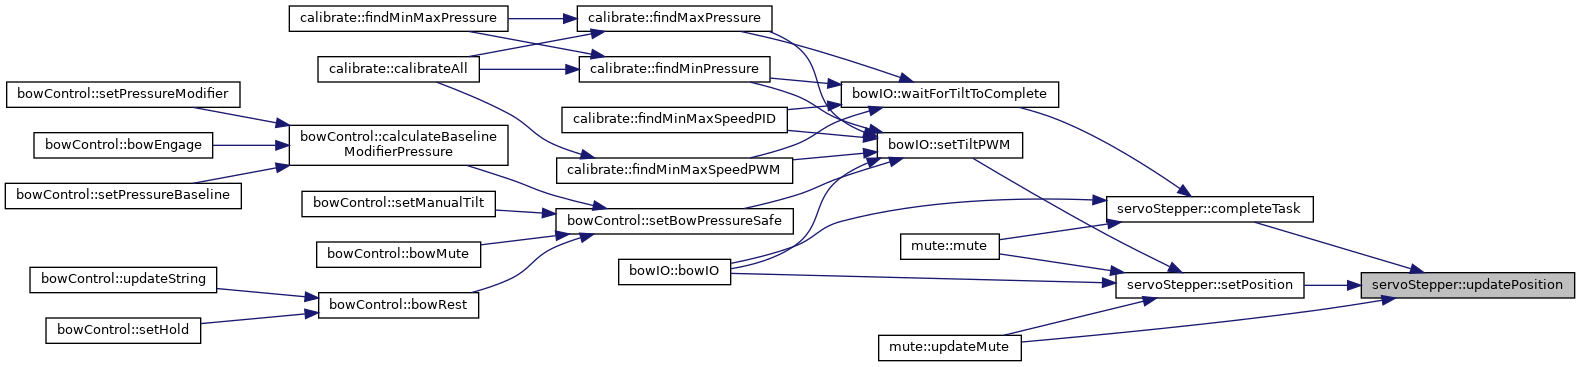 calibrate::findMinMaxPressure
calibrate::findMaxPressure
calibrate::calibrateAll
calibrate::findMinPressure
bowControl::setPressureModifier
bowIO::waitForTiltToComplete
calibrate::findMinMaxSpeedPID
bowControl::bowEngage
bowControl::calculateBaseline
ModifierPressure
bowIO::setTiltPWM
calibrate::findMinMaxSpeedPWM
bowControl::setPressureBaseline
bowControl::setManualTilt
bowControl::setBowPressureSafe
servoStepper::completeTask
bowControl::bowMute
mute::mute
bowControl::updateString
bowIO::bowIO
servoStepper::setPosition
servoStepper::updatePosition
bowControl::bowRest
bowControl::setHold
mute::updateMute